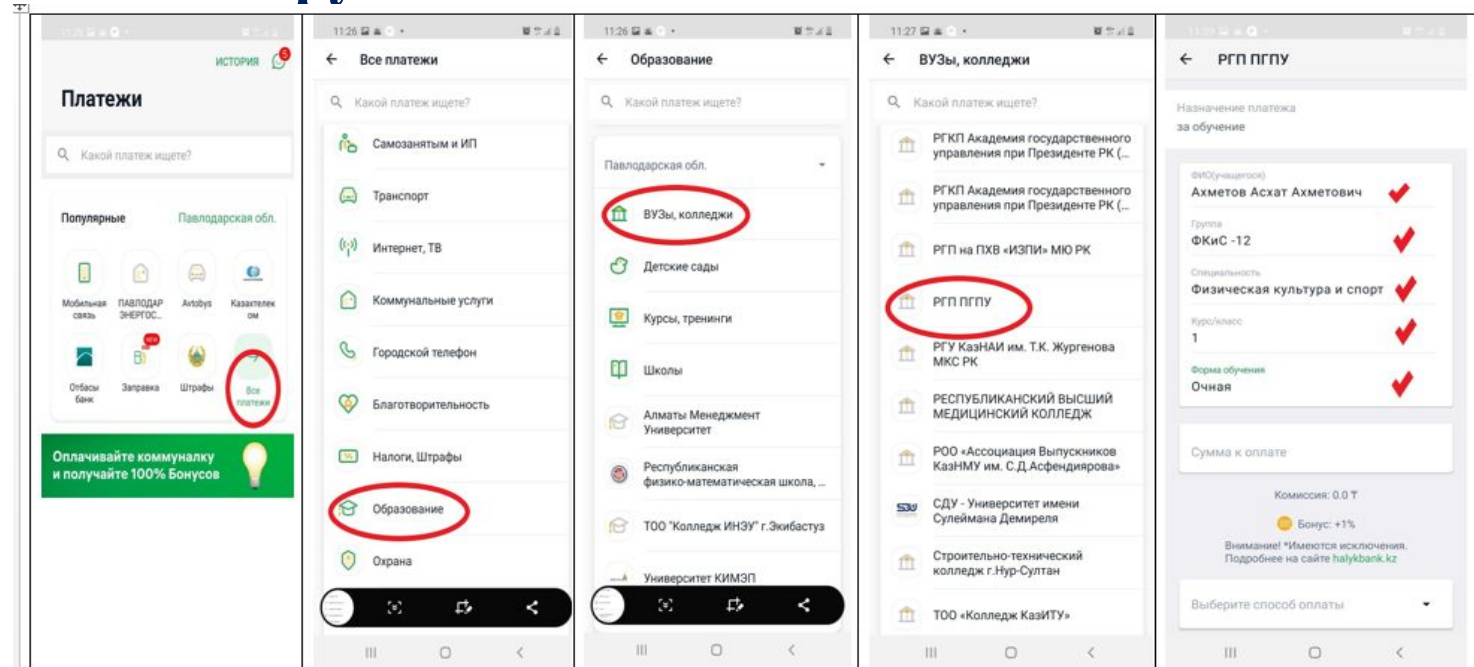 ИСТОРИЯ
5
Платежи
Какой платеж ищете?
Популярные
Павлодарская обл.
Мобильная
связь
ПАВЛОДАР
ЭНЕРГОС...
Avtobys
Казахтелек
ом
NEW
Отбасы
банк
Заправка
Штрафы
Все
платежи
Оплачивайте коммуналку
и получайте 100% Бонусов
11:26
Все платежи
Какой платеж ищете?
Самозанятым и ИП
Транспорт
Интернет, ТВ
Коммунальные услуги
Городской телефон
Благотворительность
Налоги, Штрафы
Образование
Охрана
11:26
Образование
Какой платеж ищете?
Павлодарская обл.
ВУЗы, колледжи
Детские сады
Курсы, тренинги
Школы
Алматы Менеджмент
Университет
Республиканская
физико-математическая школа, ...
ТОО "Колледж ИНЭУ" г.Экибастуз
Университет КИМЭП
11:27
ВУЗы, колледжи
Какой платеж ищете?
РГКП Академия государственного
управления при Президенте РК (...
РГКП Академия государственного
управления при Президенте РК (...
РГП на ПХВ «ИЗПИ» МЮ РК
РГП ПГПУ
РГУ КазНАИ им. Т.К. Жургенова
МКС РК
РЕСПУБЛИКАНСКИЙ ВЫСШИЙ
МЕДИЦИНСКИЙ КОЛЛЕДЖ
РОО «Ассоциация Выпускников
КазНМУ им. С.Д.Асфендиярова»
СДУ - Университет имени
Сулеймана Демиреля
Строительно-технический
колледж г.Нур-Султан
ТОО «Колледж КазИТУ»
РГП ПГПУ
Назначение платежа
за обучение
ФИО(учащегося)
Ахметов Асхат Ахметович
Группа
ФКиС -12
Специальность
Физическая культура и спорт
Курс/класс
1
Форма обучения
Очная
Сумма к оплате
Комиссия: 0.0 ₸
Бонус: +1%
Внимание! *Имеются исключения.
Подробнее на сайте halykbank.kz
Выберите способ оплаты